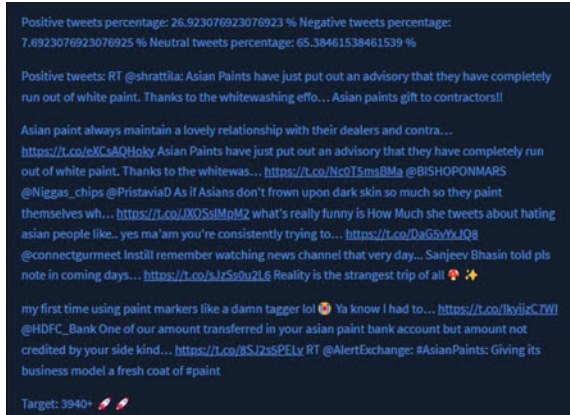 Positive tweets percentage: 26.923076923076923 % Negative tweets percentage:
7.6923076923076925 % Neutral tweets percentage: 65.38461538461539 %
Positive tweets: RT @shrattila: Asian Paints have just put out an advisory that they have completely
run out of white paint. Thanks to the whitewashing effo… Asian paints gift to contractors!!
Asian paint always maintain a lovely relationship with their dealers and contra…
https://t.co/eXCsAQHoky Asian Paints have just put out an advisory that they have completely run
out of white paint. Thanks to the whitewas… https://t.co/Nc0T5msBMa @BISHOPONMARS
@Niggas_chips @PristaviaD As if Asians don't frown upon dark skin so much so they paint
themselves wh… https://t.co/JXOSslMpM2 what's really funny is How Much she tweets about hating
asian people like.. yes ma'am you're consistently trying to… https://t.co/DaG5vYxJQ8
@connectgurmeet Instill remember watching news channel that very day... Sanjeev Bhasin told pls
note in coming days… https://t.co/sJzSs0u2L6 Reality is the strangest trip of all 🍄 ✨
my first time using paint markers like a damn tagger lol 😭 Ya know I had to… https://t.co/IkyjjzC7WI
@HDFC_Bank One of our amount transferred in your asian paint bank account but amount not
credited by your side kind… https://t.co/8SJ2s5PELv RT @AlertExchange: #AsianPaints: Giving its
business model a fresh coat of #paint
Target: 3940+ 🚀 🚀